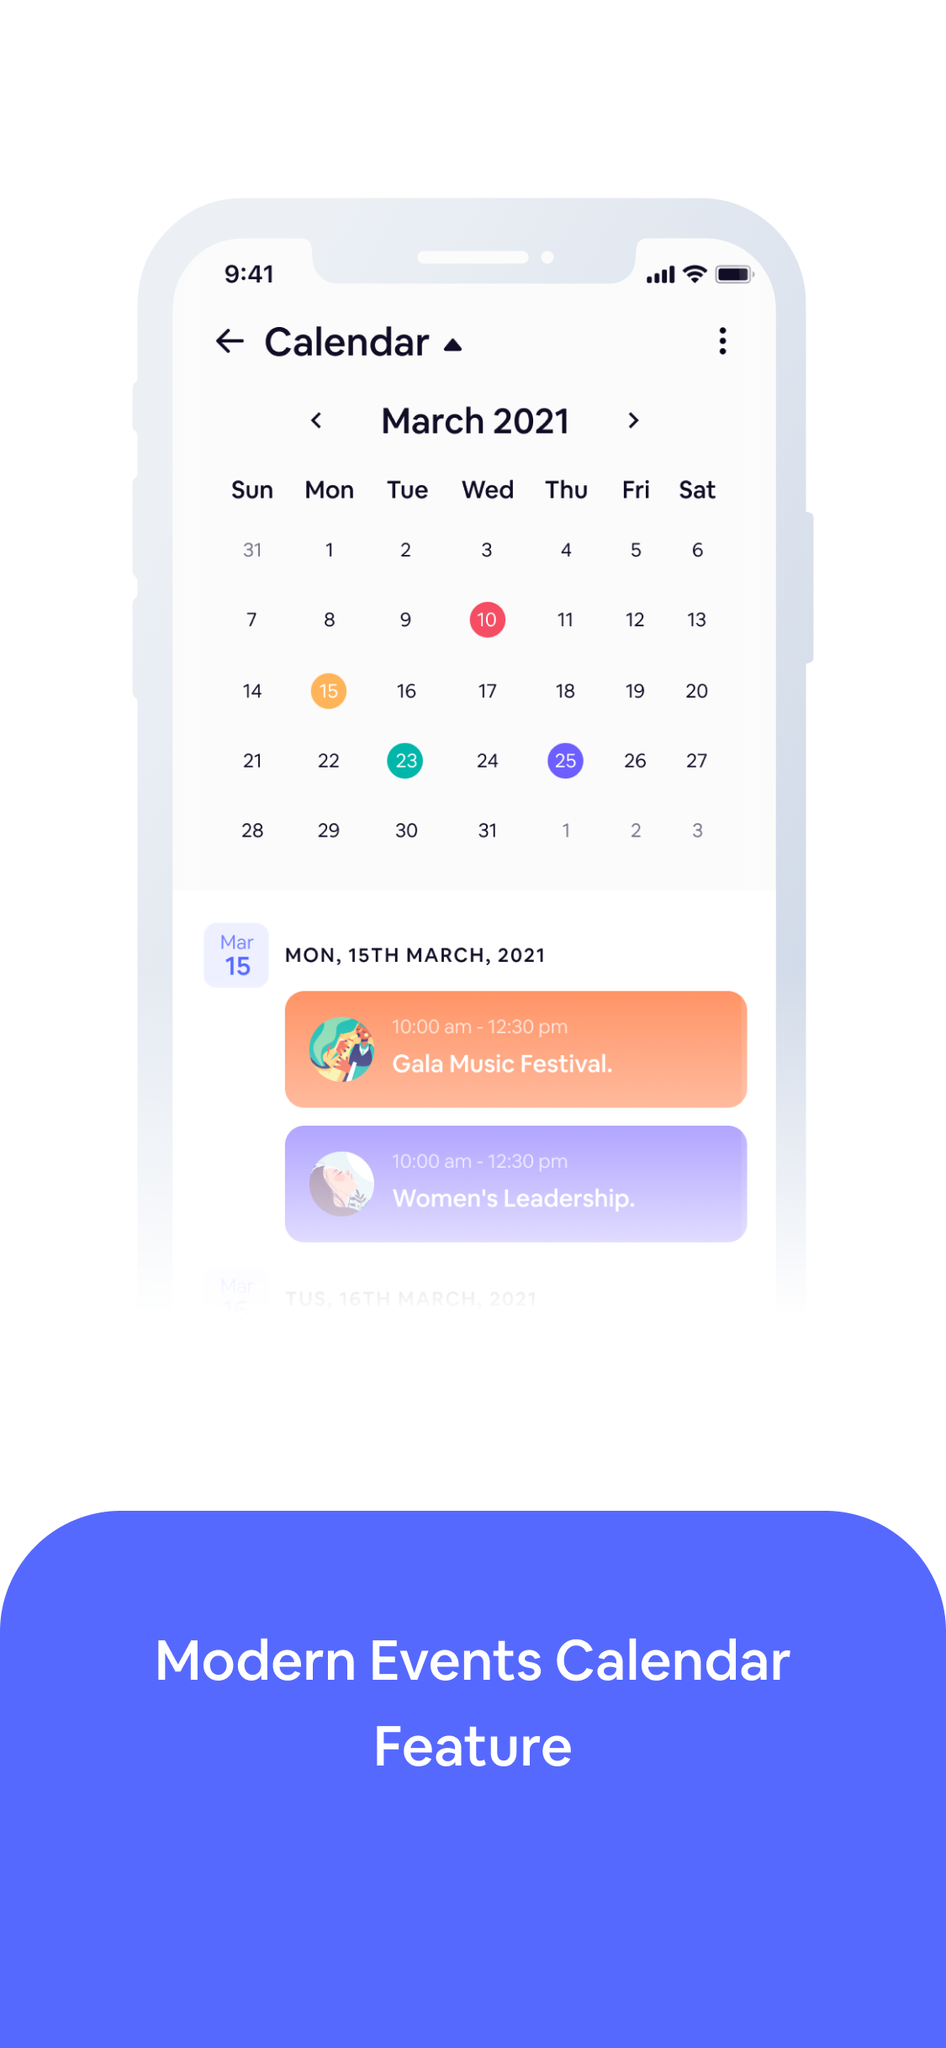 9:41
Calendar
March 2021
Sun Mon Tue Wed Thu Fri Sat
31 1 2 3 4 5 6
7 8 9 10 11 12 13
14 15 16 17 18 19 20
21 22 23 24 25 26 27
28 29 30 31 1 2 3
Mar
15
MON, 15TH MARCH, 2021
10:00 am - 12:30 pm
Gala Music Festival.
10:00 am - 12:30 pm
Women's Leadership.
Mar
16
TUS, 16TH MARCH, 2021
Modern Events Calendar
Feature